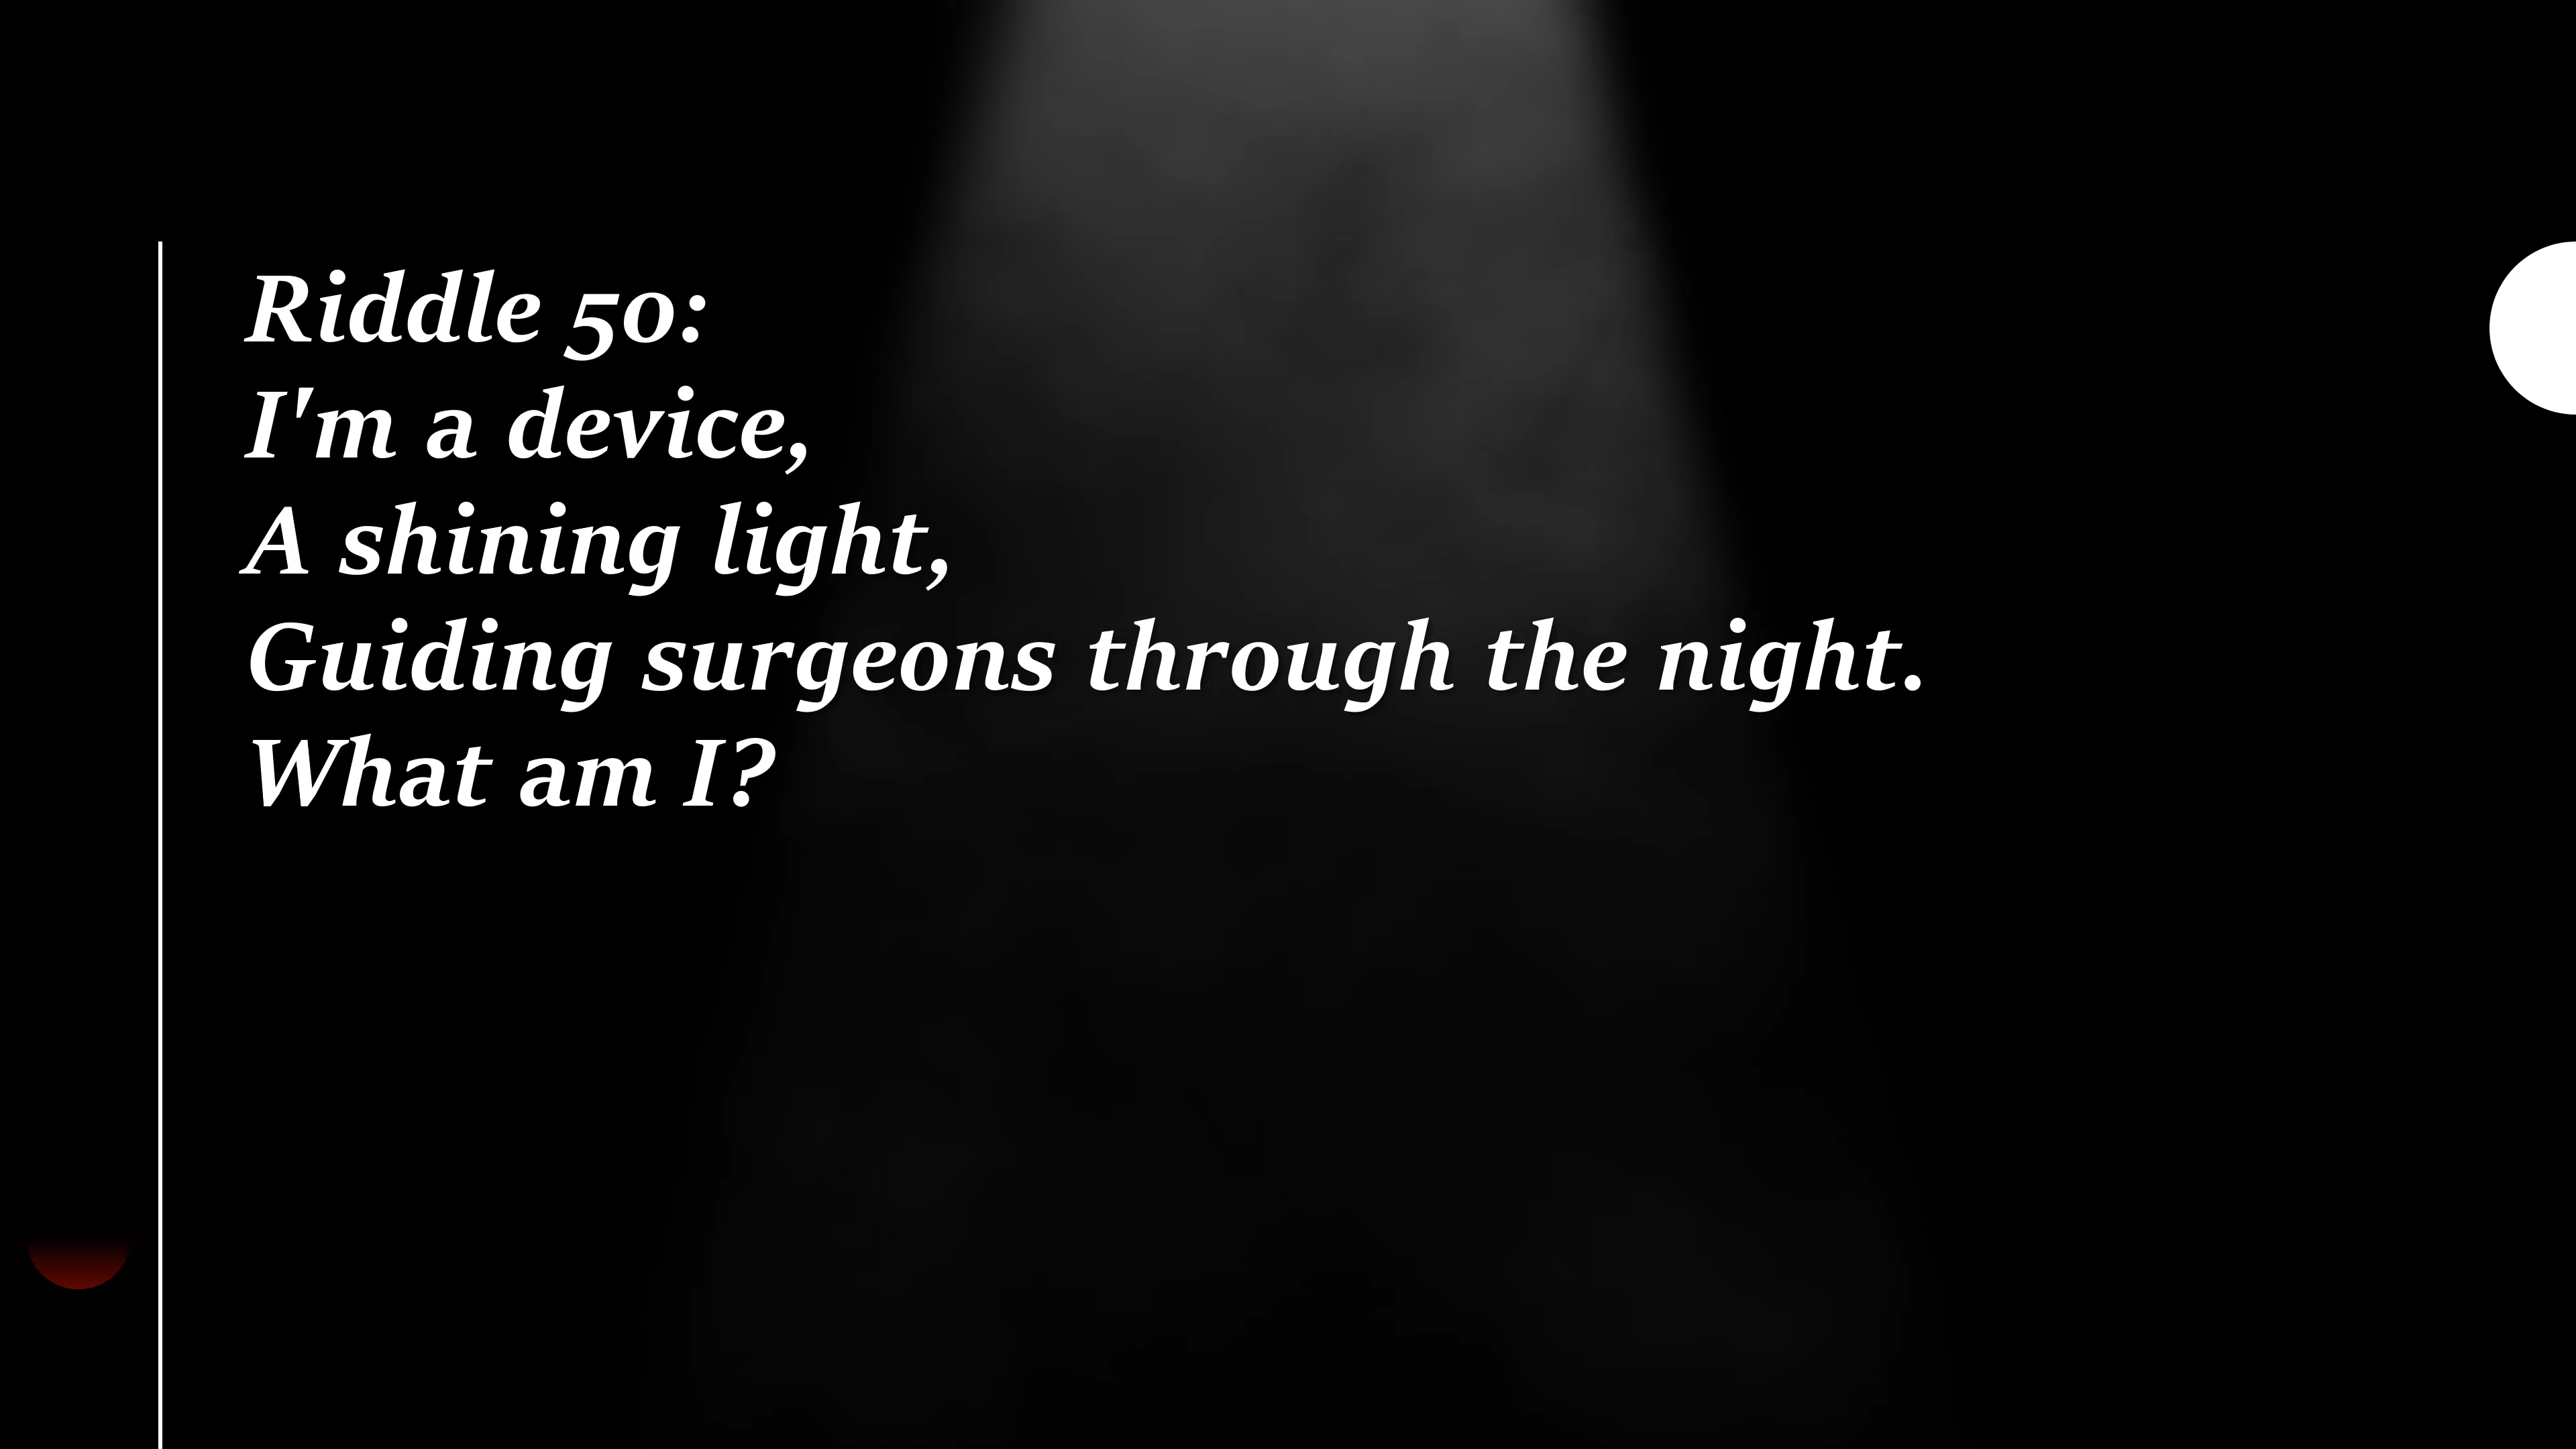 Riddle 50:
I'm a device,
A shining light,
Guiding surgeons through the night.
What am I?